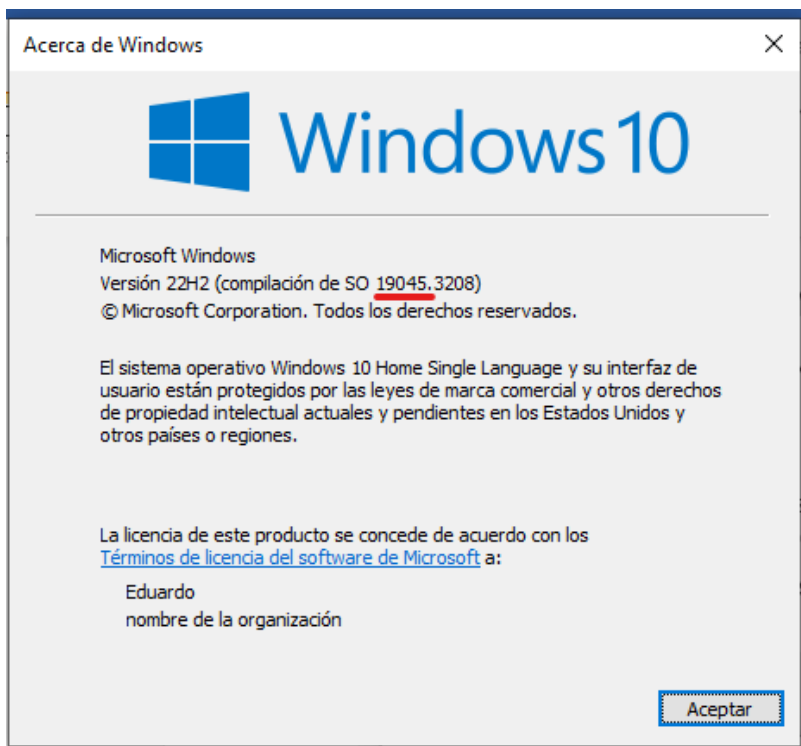 Acerca de Windows
Windows 10
Microsoft Windows
Versión 22H2 (compilación de SO 19045.3208)
© Microsoft Corporation. Todos los derechos reservados.
El sistema operativo Windows 10 Home Single Language y su interfaz de
usuario están protegidos por las leyes de marca comercial y otros derechos
de propiedad intelectual actuales y pendientes en los Estados Unidos y
otros países o regiones.
La licencia de este producto se concede de acuerdo con los
Términos de licencia del software de Microsoft a:
Eduardo
nombre de la organización
Aceptar